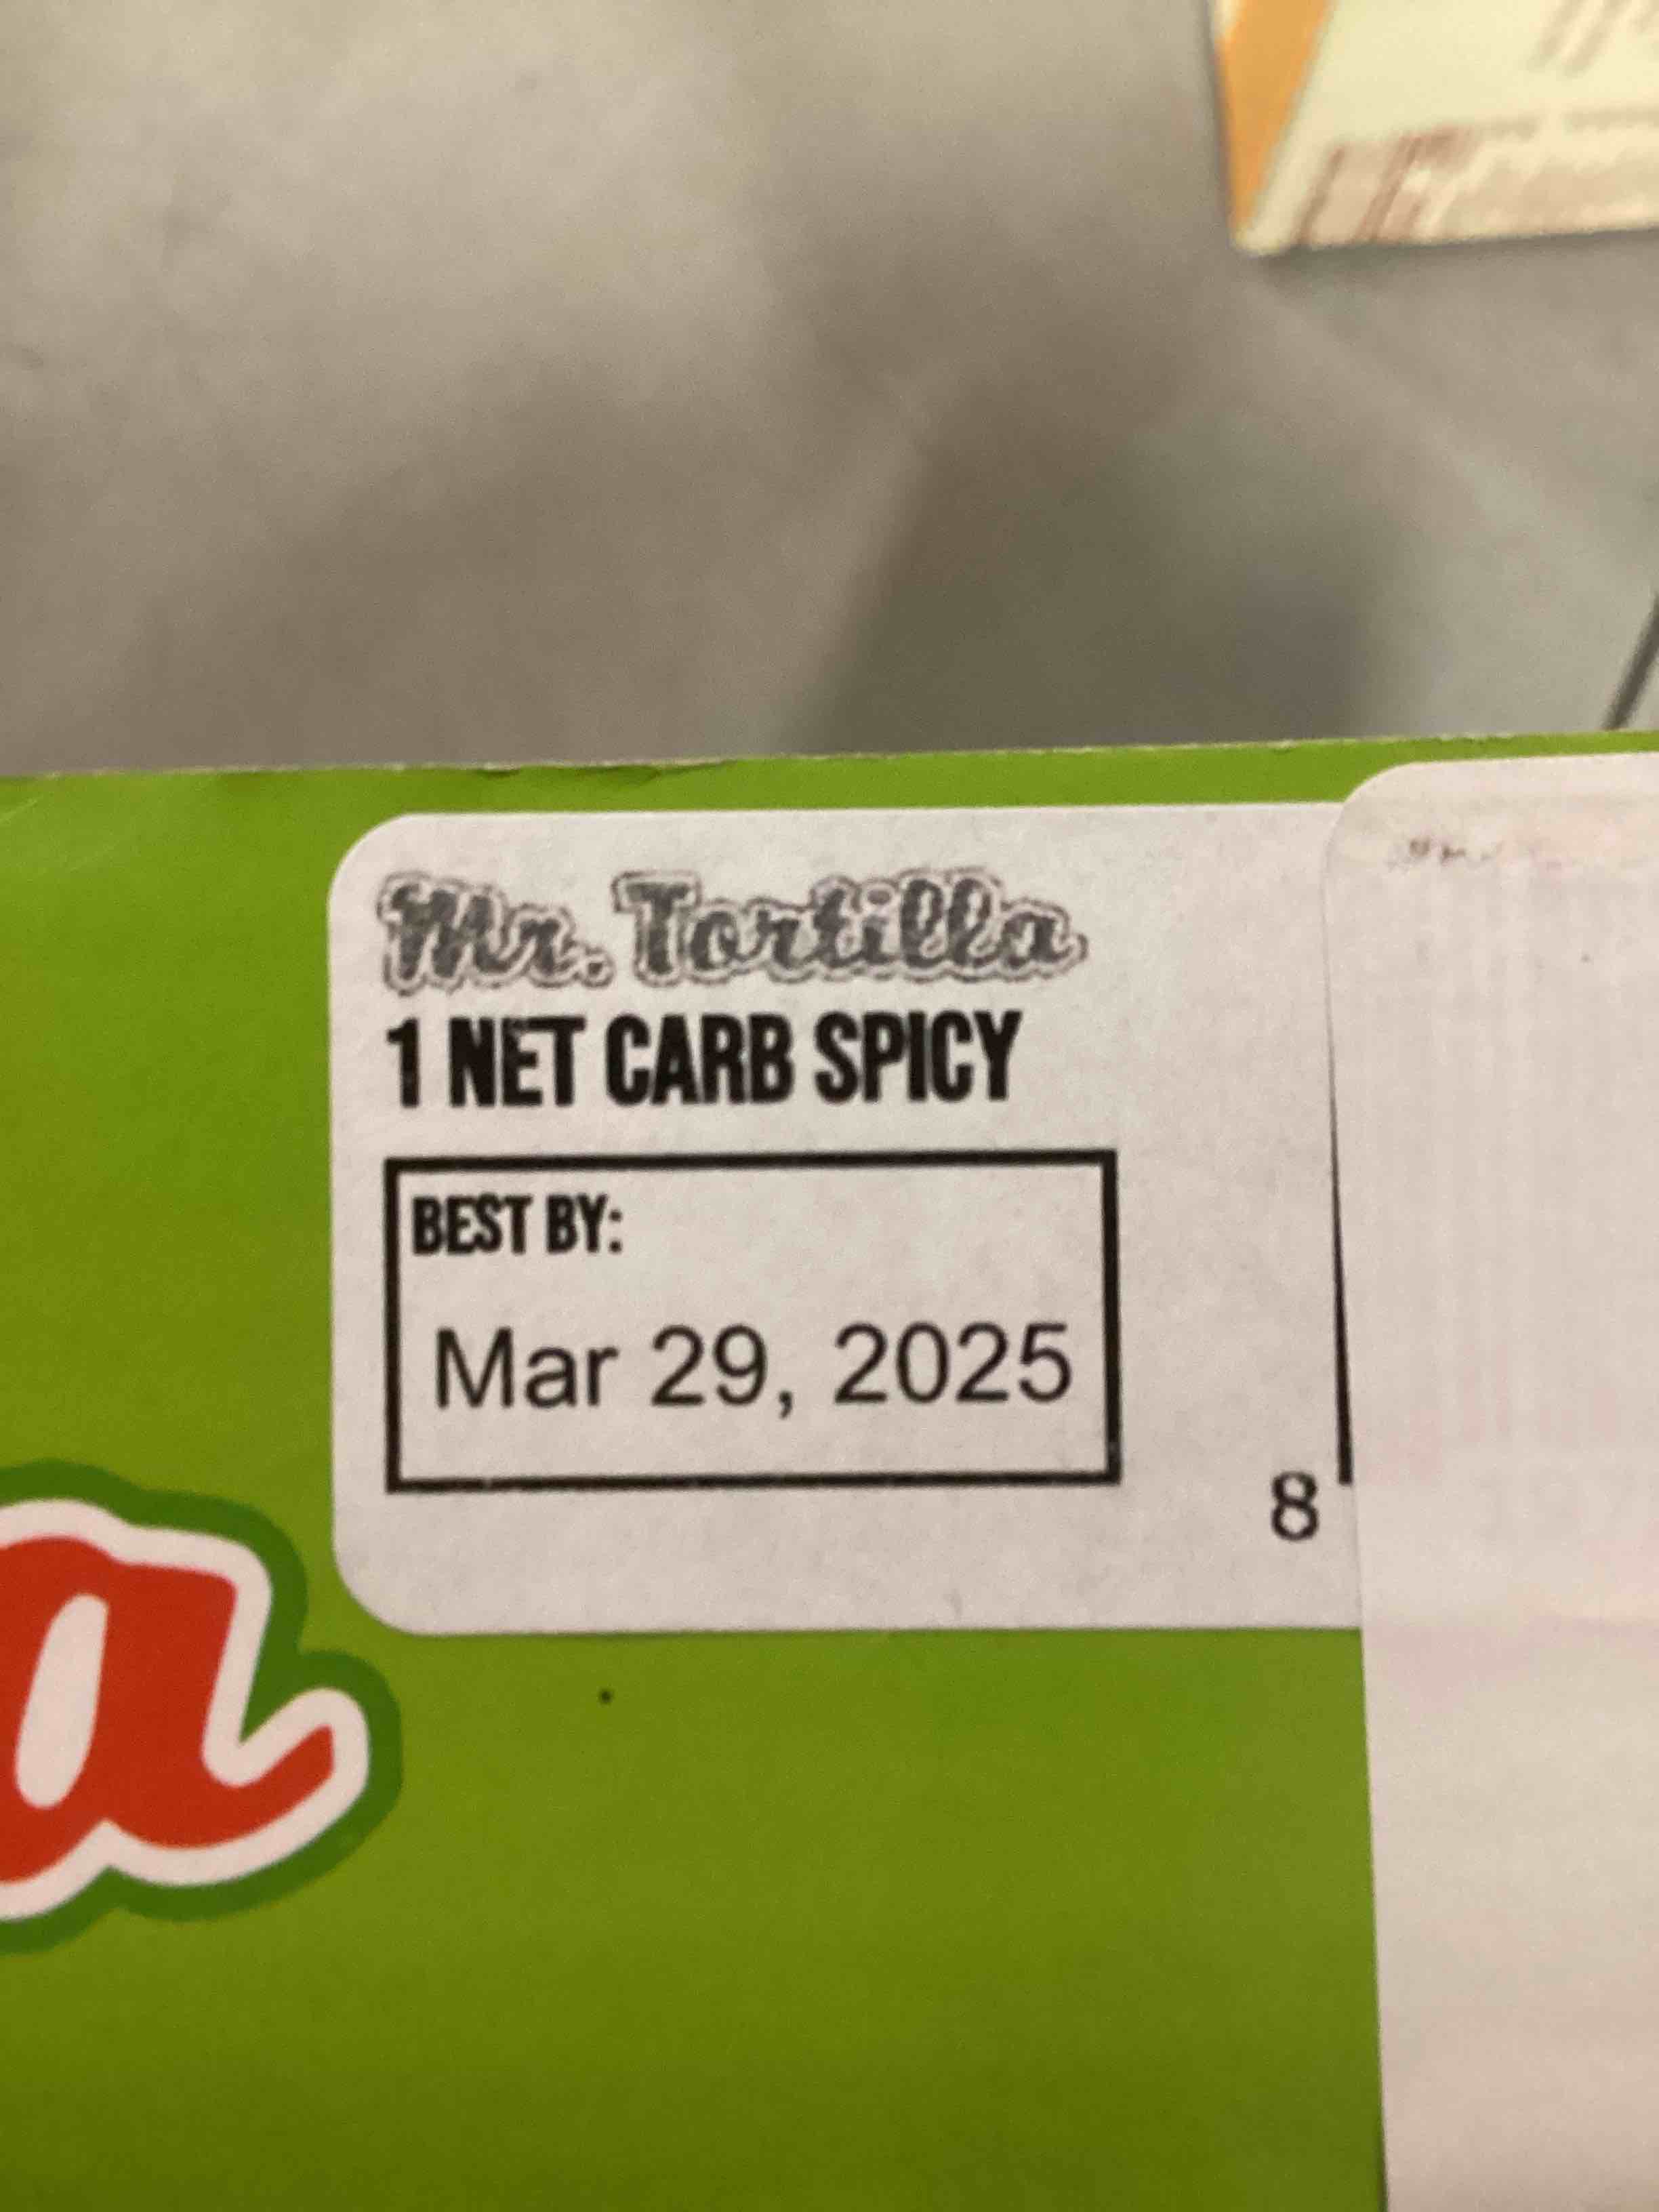 Mr. Tortilla
1 NET CARB SPICY
BEST BY:
Mar 29, 2025
8
a